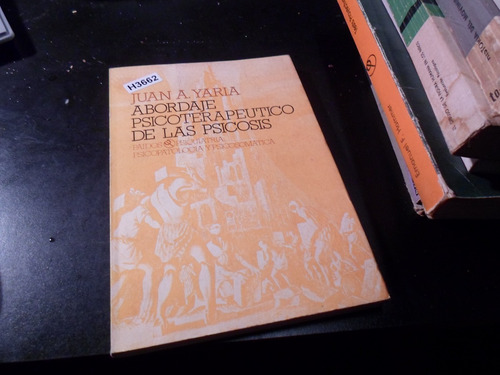 H3662
JUAN A. YARIA
ABORDAJE
PSICOTERAPEUTICO
DE LAS PSICOSIS
PAIDOS PSIQUIATRIA,
PSICOPATOLOGIA Y PSICOSOMATICA